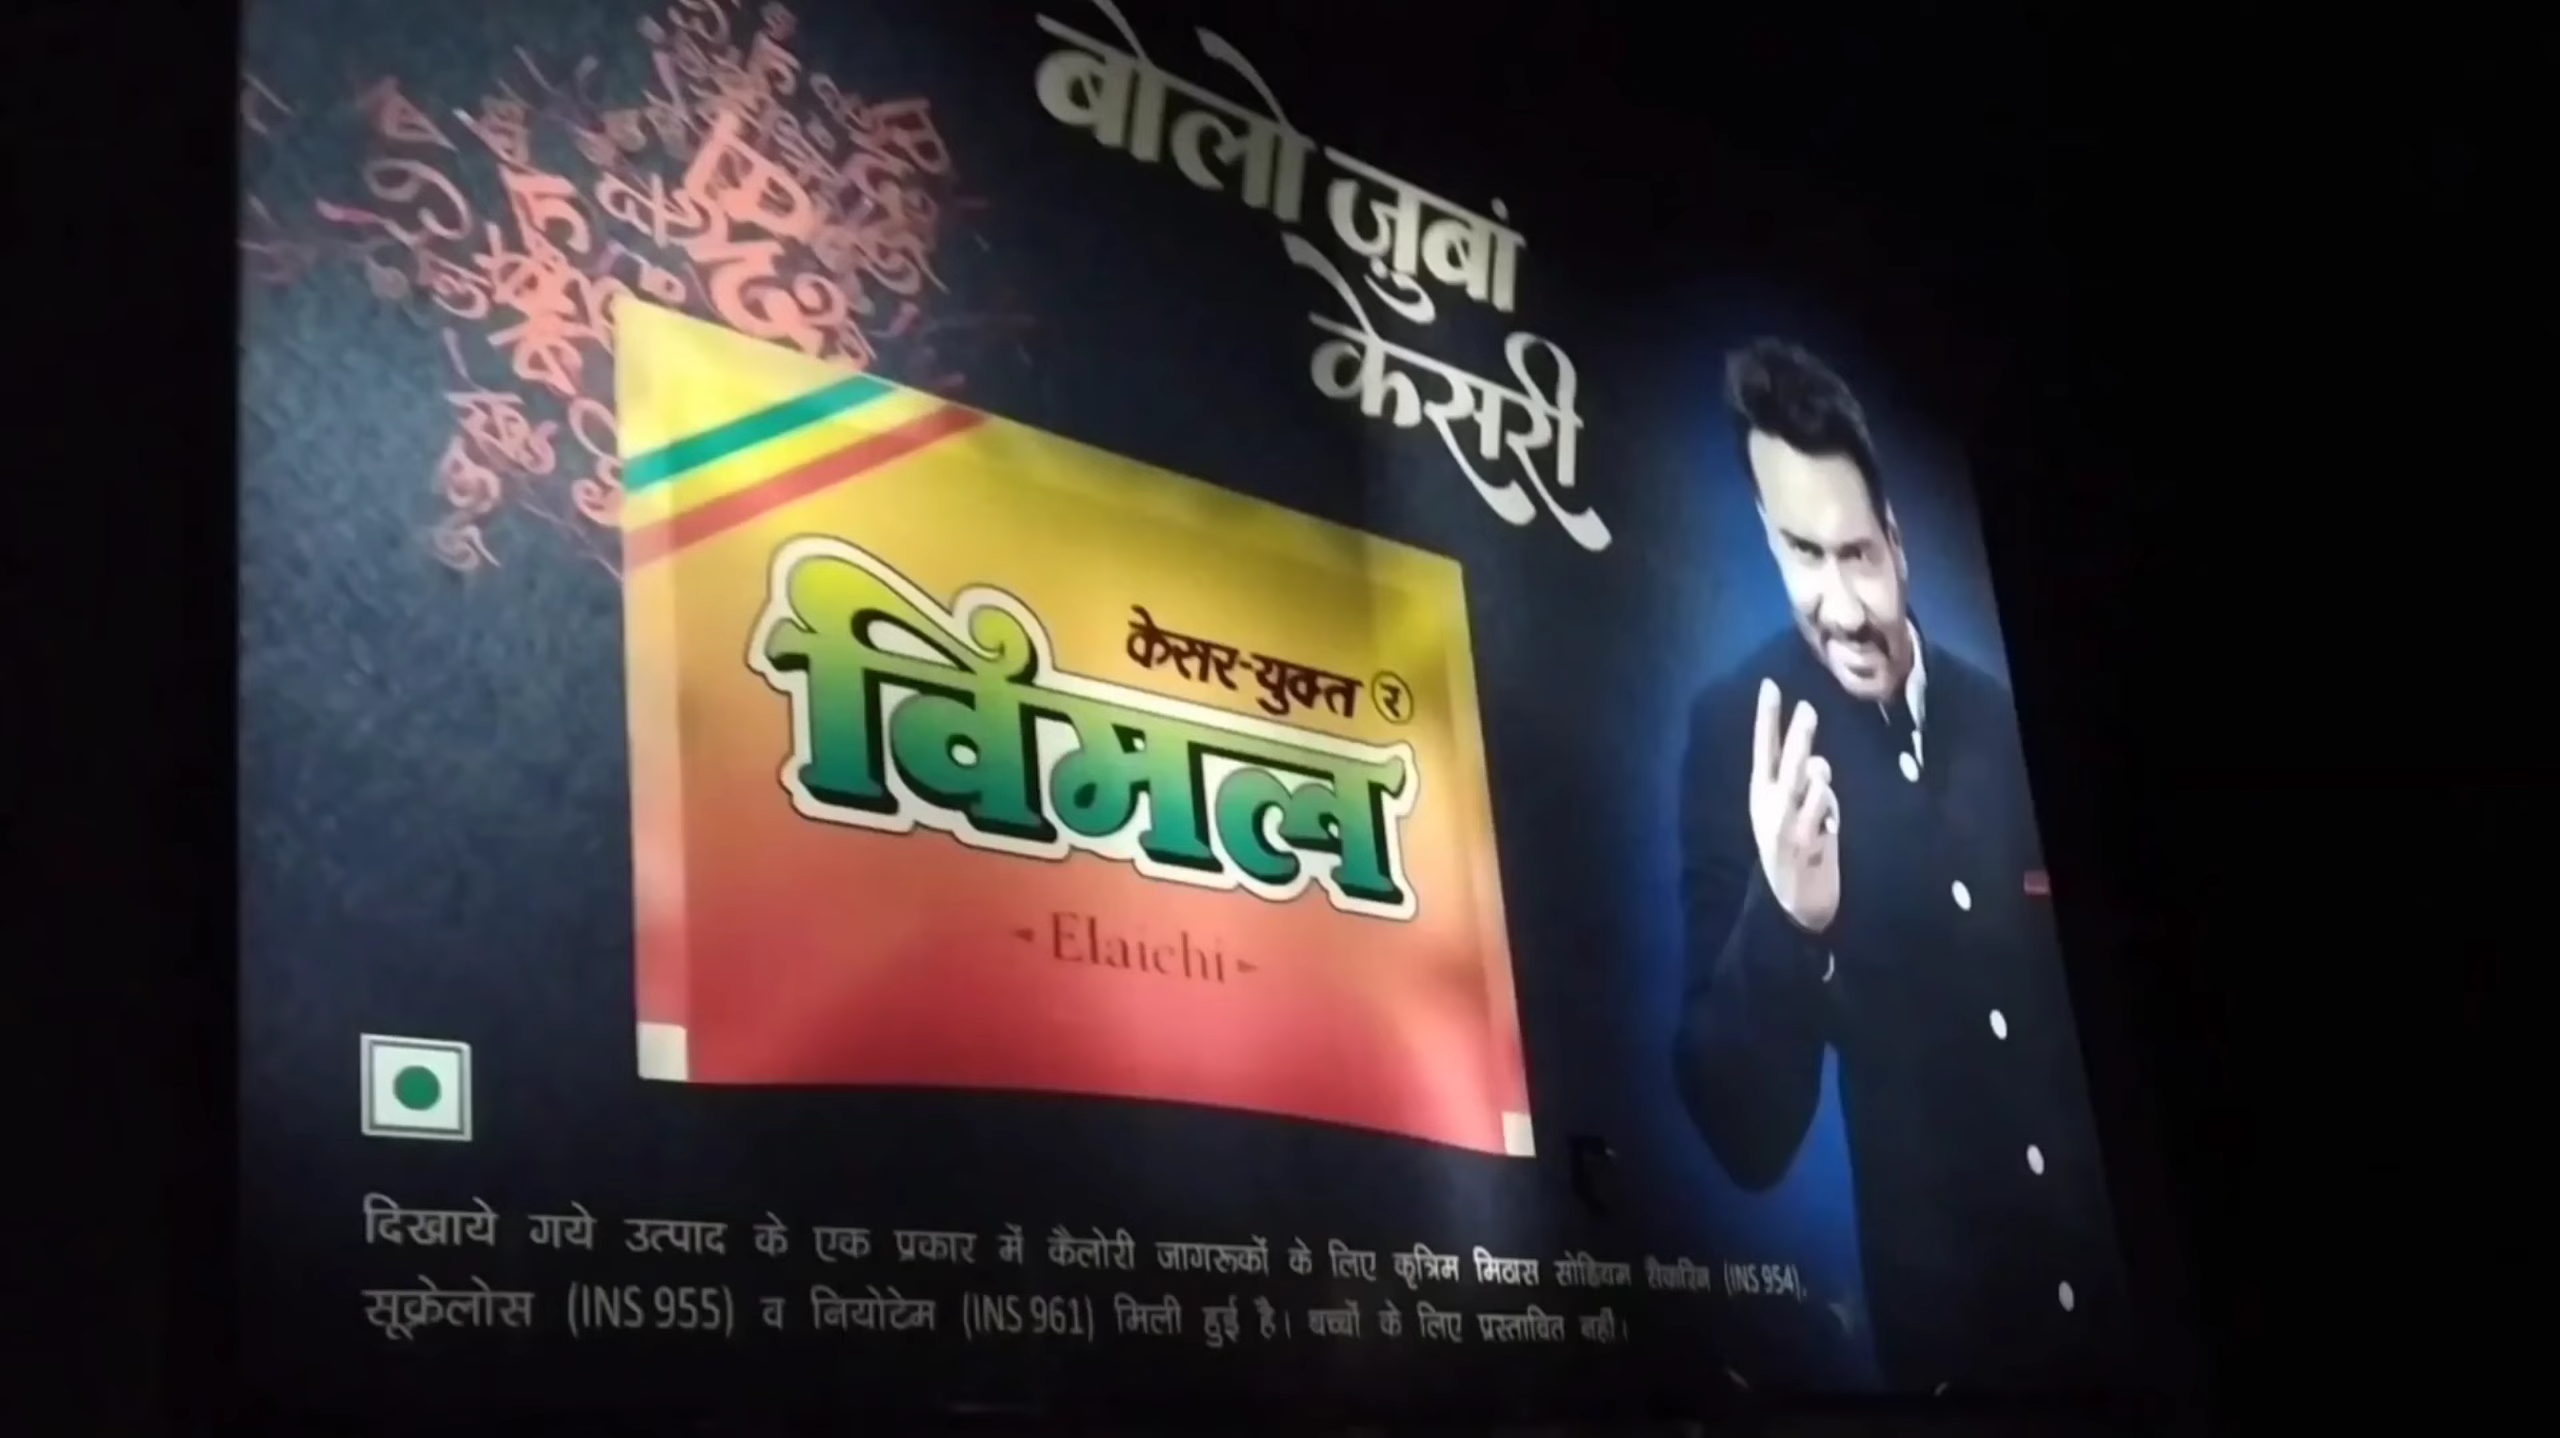 बोलो ज़ुबां
केसरी
केसर-युक्त
विमल
Elaichi
दिखाये गये उत्पाद के एक प्रकार में कैलोरी जागरूकों के लिए कृत्रिम मिठास सोडियम सैकरिन (INS 954),
सूक्रेलोस (INS 955) व नियोटेम (INS 961) मिली हुई है। बच्चों के लिए प्रस्तावित नहीं।